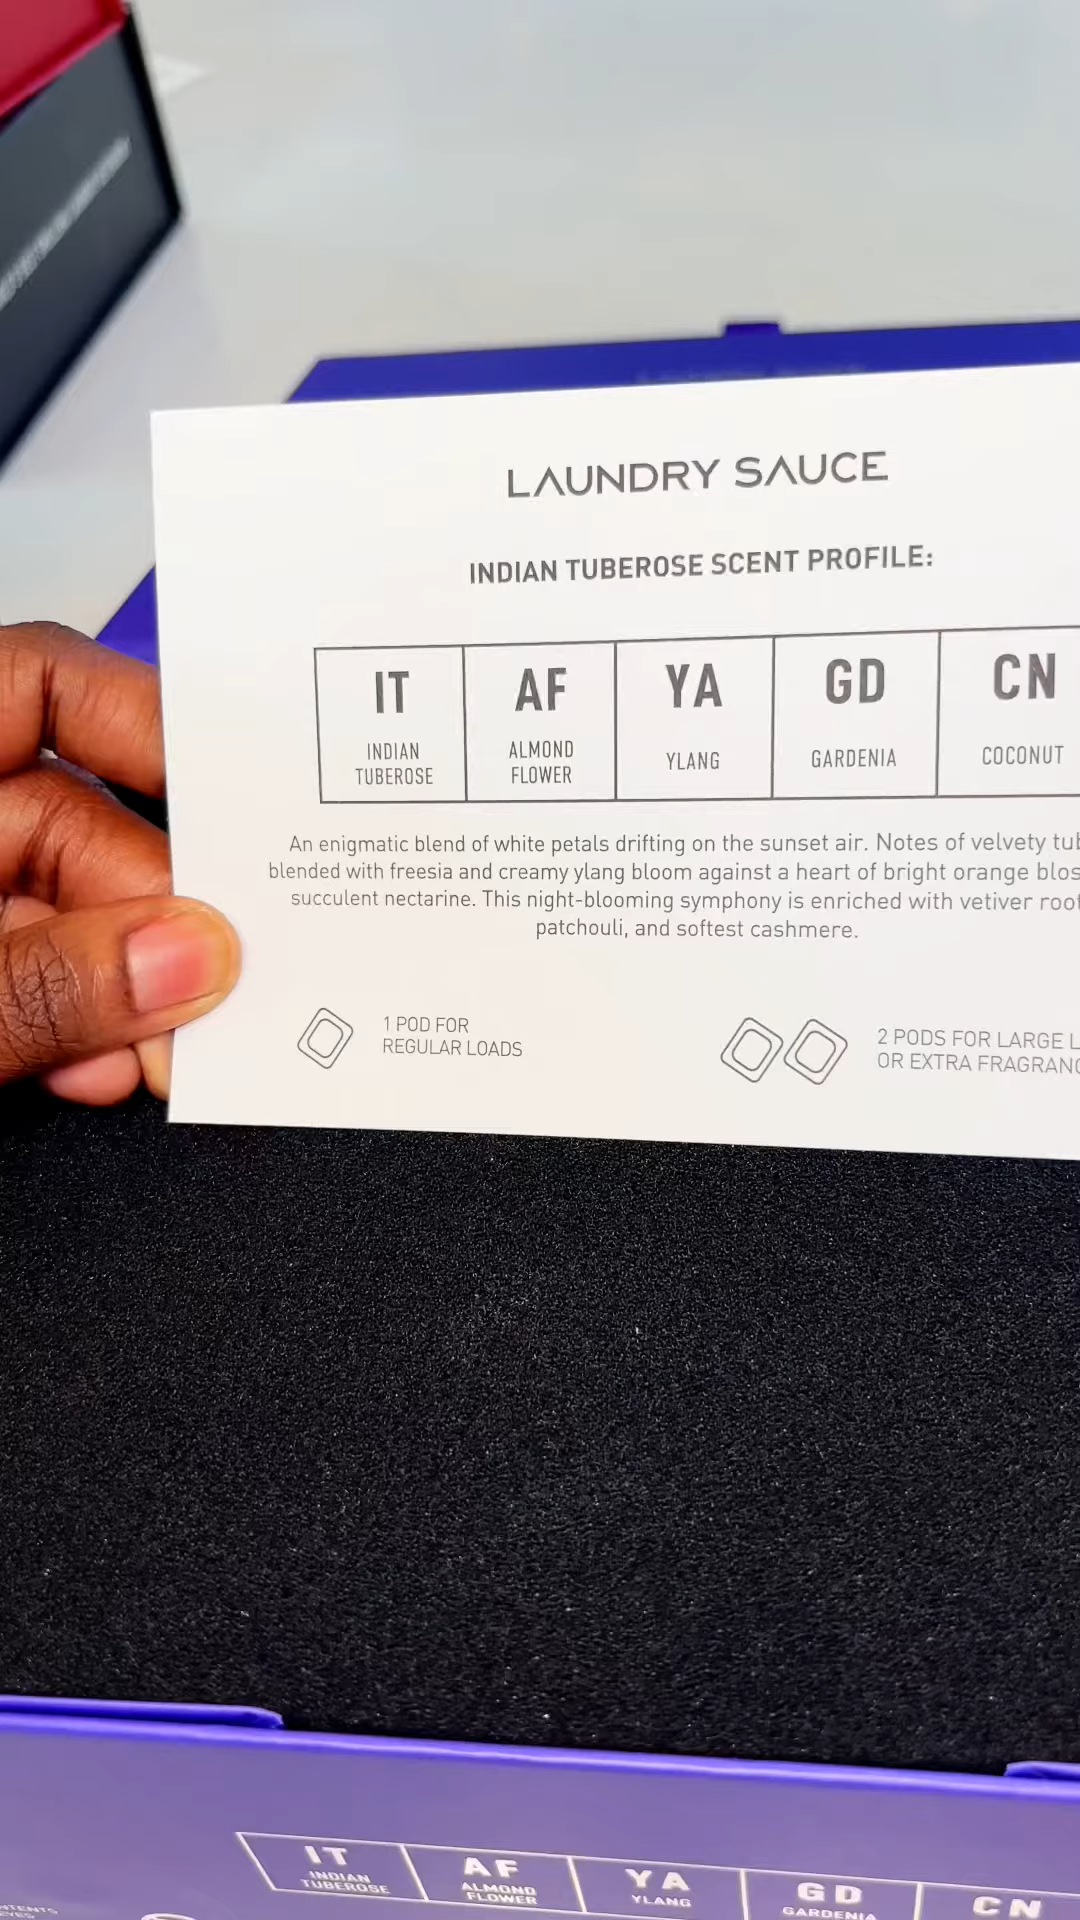 LAUNDRY SAUCE
INDIAN TUBEROSE SCENT PROFILE:
IT
INDIAN
TUBEROSE
AF
ALMOND
FLOWER
YA
YLANG
GD
GARDENIA
CN
COCONUT
An enigmatic blend of white petals drifting on the sunset air. Notes of velvety
blended with freesia and creamy ylang bloom against a heart of bright orange
succulent nectarine. This night-blooming symphony is enriched with vetiver
patchouli, and softest cashmere.
1 POD FOR
REGULAR LOADS
2 PODS FOR LARGE
OR EXTRA
IT
INDIAN
TUBEROSE
AF
ALMOND
FLOWER
YA
YLANG
GD
GARDENIA
CN